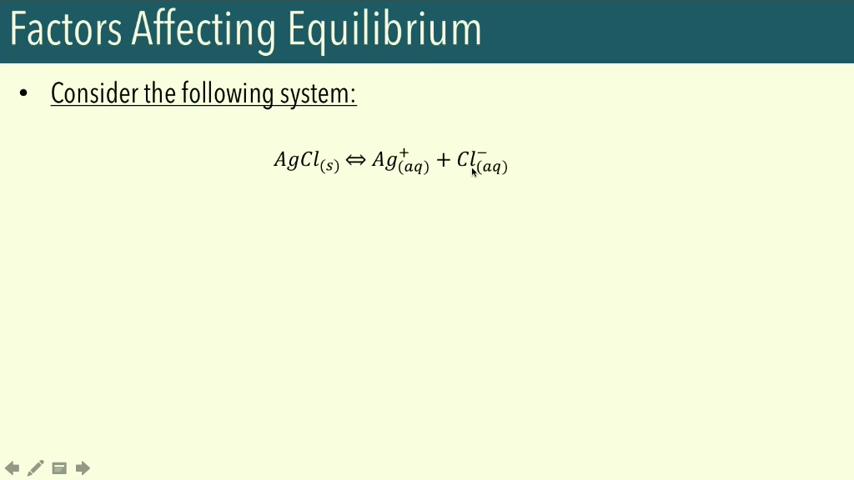 Factors Affecting Equilibrium
• Consider the following system:
AgCl(s) ⇔ Ag⁺(aq) + Cl⁻(aq)